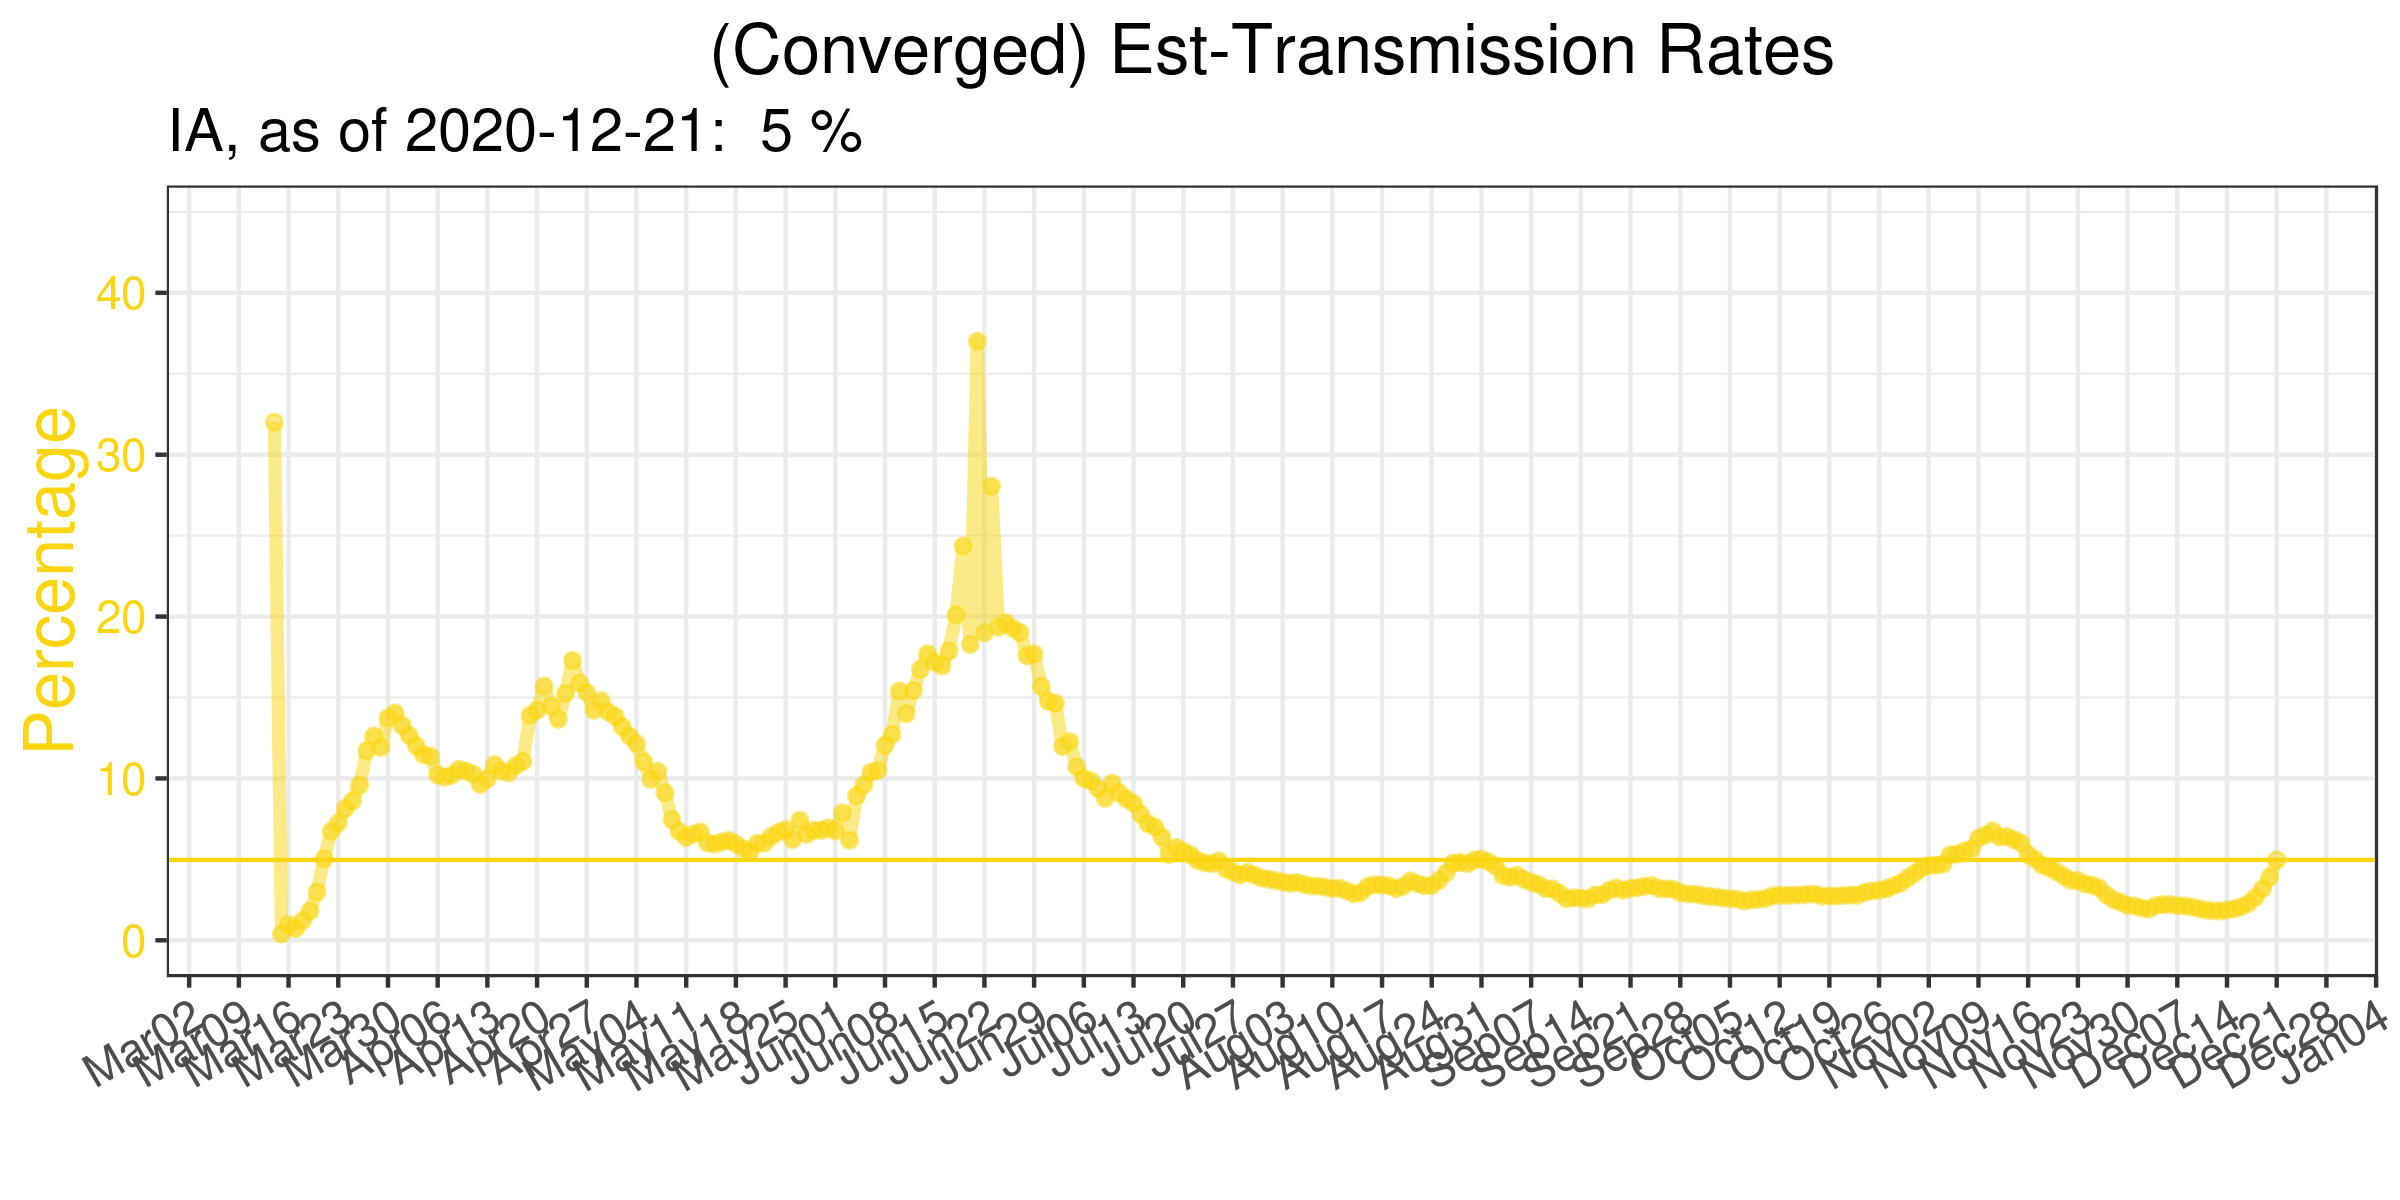 (Converged) Est-Transmission Rates
IA, as of 2020-12-21:  5 %
Percentage
40
30
20
10
0
Mar02
Mar09
Mar16
Mar23
Mar30
Apr06
Apr13
Apr20
Apr27
May04
May11
May18
May25
Jun01
Jun08
Jun15
Jun22
Jun29
Jul06
Jul13
Jul20
Jul27
Aug03
Aug10
Aug17
Aug24
Aug31
Sep07
Sep14
Sep21
Sep28
Oct05
Oct12
Oct19
Oct26
Nov02
Nov09
Nov16
Nov23
Nov30
Dec07
Dec14
Dec21
Dec28
Jan04